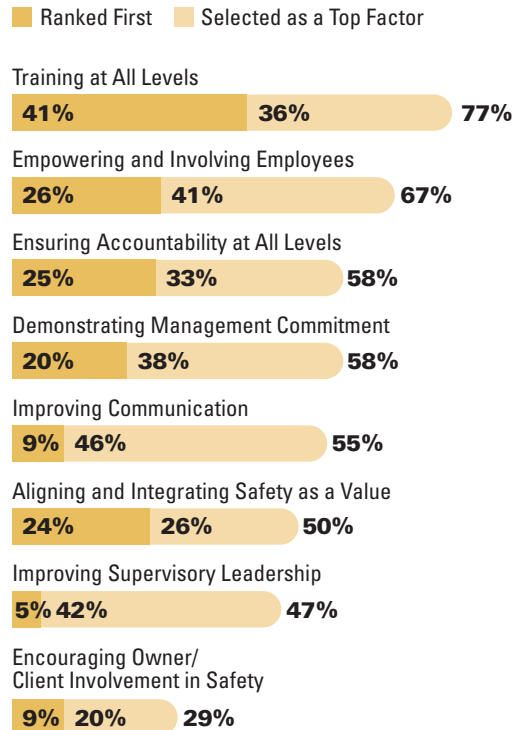 Ranked First Selected as a Top Factor
Training at All Levels
41% 36% 77%
Empowering and Involving Employees
26% 41% 67%
Ensuring Accountability at All Levels
25% 33% 58%
Demonstrating Management Commitment
20% 38% 58%
Improving Communication
9% 46% 55%
Aligning and Integrating Safety as a Value
24% 26% 50%
Improving Supervisory Leadership
5% 42% 47%
Encouraging Owner/
Client Involvement in Safety
9% 20% 29%